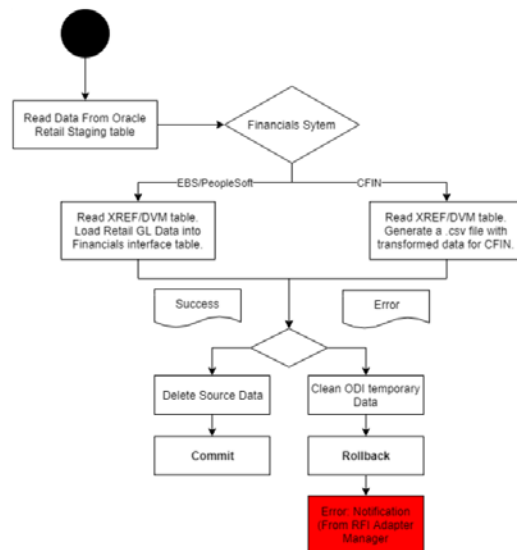 Read Data From Oracle
Retail Staging table
Financials Sytem
EBS/PeopleSoft
CFIN
Read XREF/DVM table.
Load Retail GL Data into
Financials interface table.
Read XREF/DVM table.
Generate a .csv file with
transformed data for CFIN.
Success
Error
Delete Source Data
Clean ODI temporary
Data
Commit
Rollback
Error: Notification
(From RFI Adapter
Manager